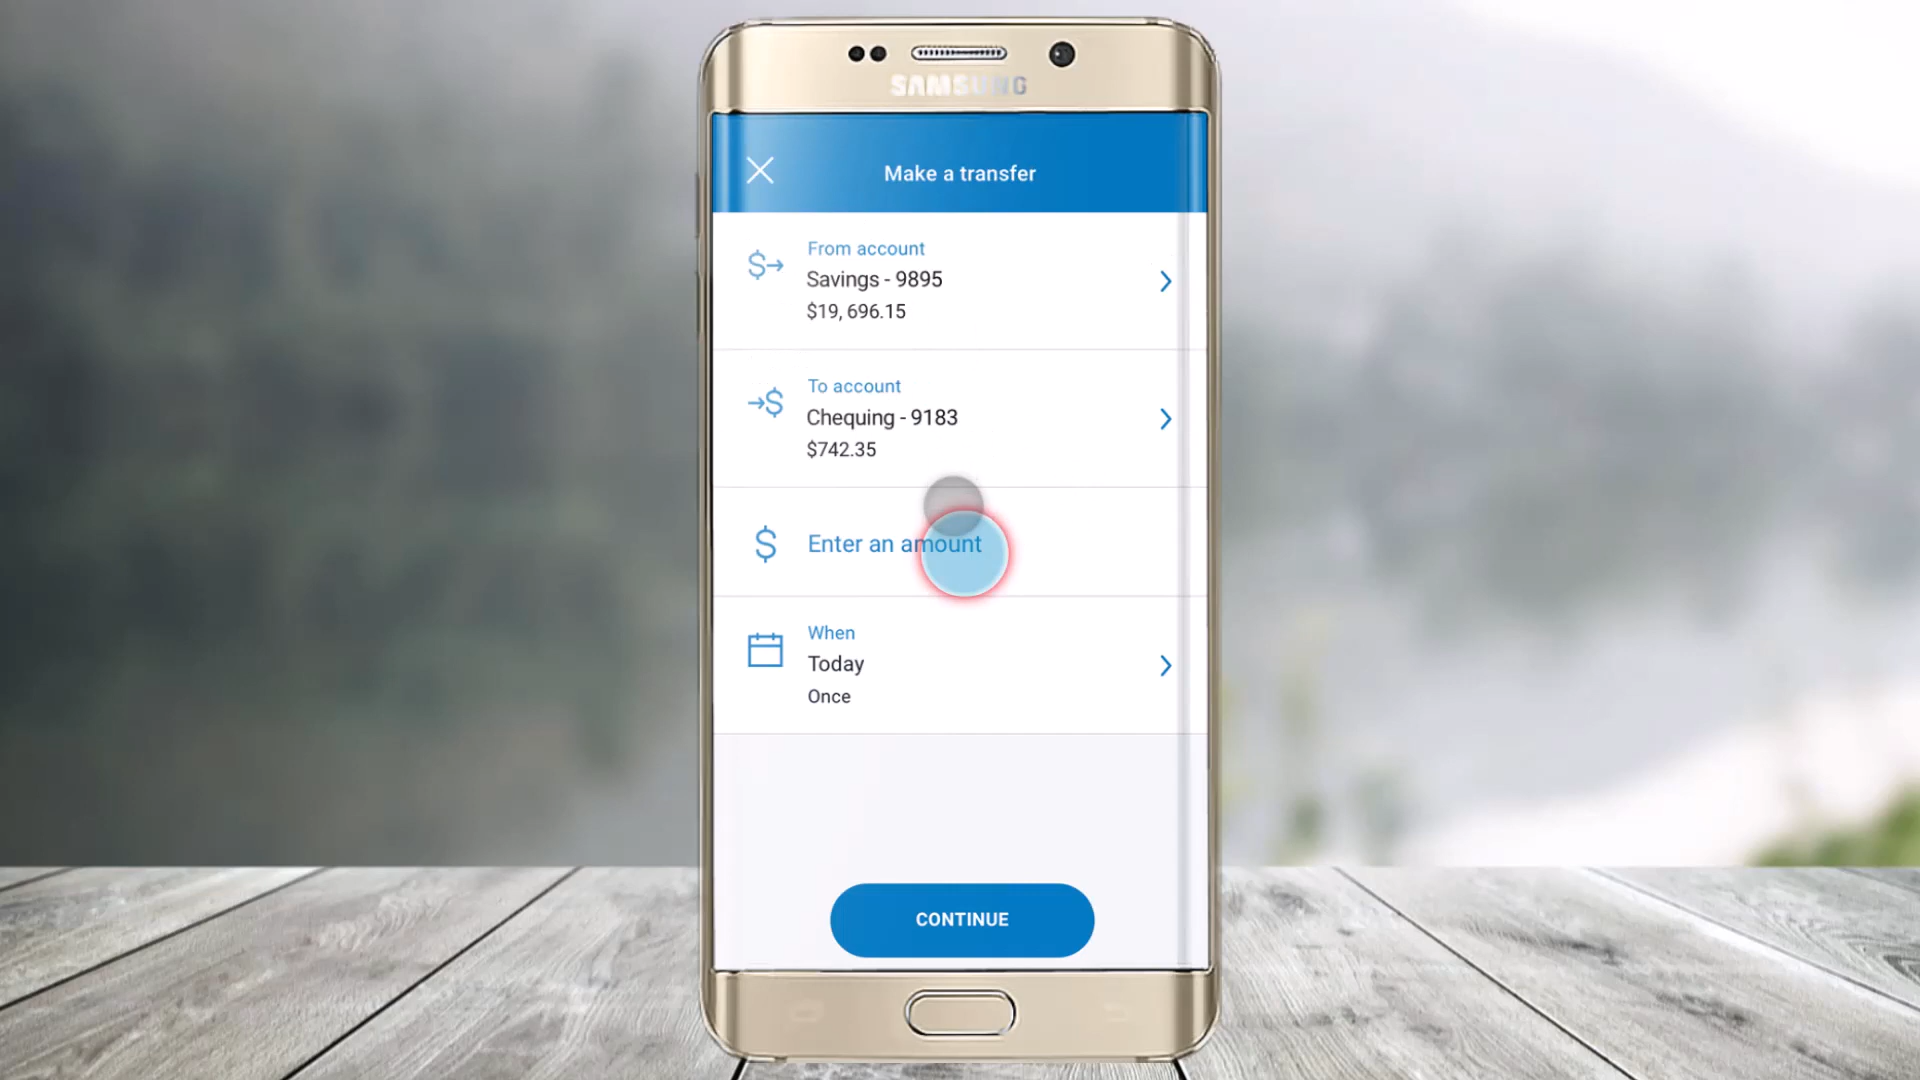 SAMSUNG
Make a transfer
From account
Savings - 9895
$19, 696.15
To account
Chequing - 9183
$742.35
Enter an amount
When
Today
Once
CONTINUE